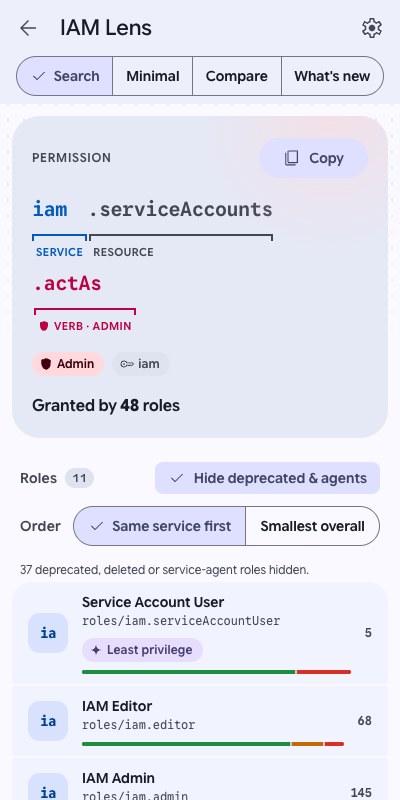 IAM Lens
Search Minimal Compare What's new
PERMISSION
Copy
iam .serviceAccounts
SERVICE RESOURCE
.actAs
VERB · ADMIN
Admin iam
Granted by 48 roles
Roles 11 Hide deprecated & agents
Order Same service first Smallest overall
37 deprecated, deleted or service-agent roles hidden.
Service Account User
ia roles/iam.serviceAccountUser 5
Least privilege
IAM Editor
ia roles/iam.editor 68
IAM Admin
ia roles/iam.admin 145